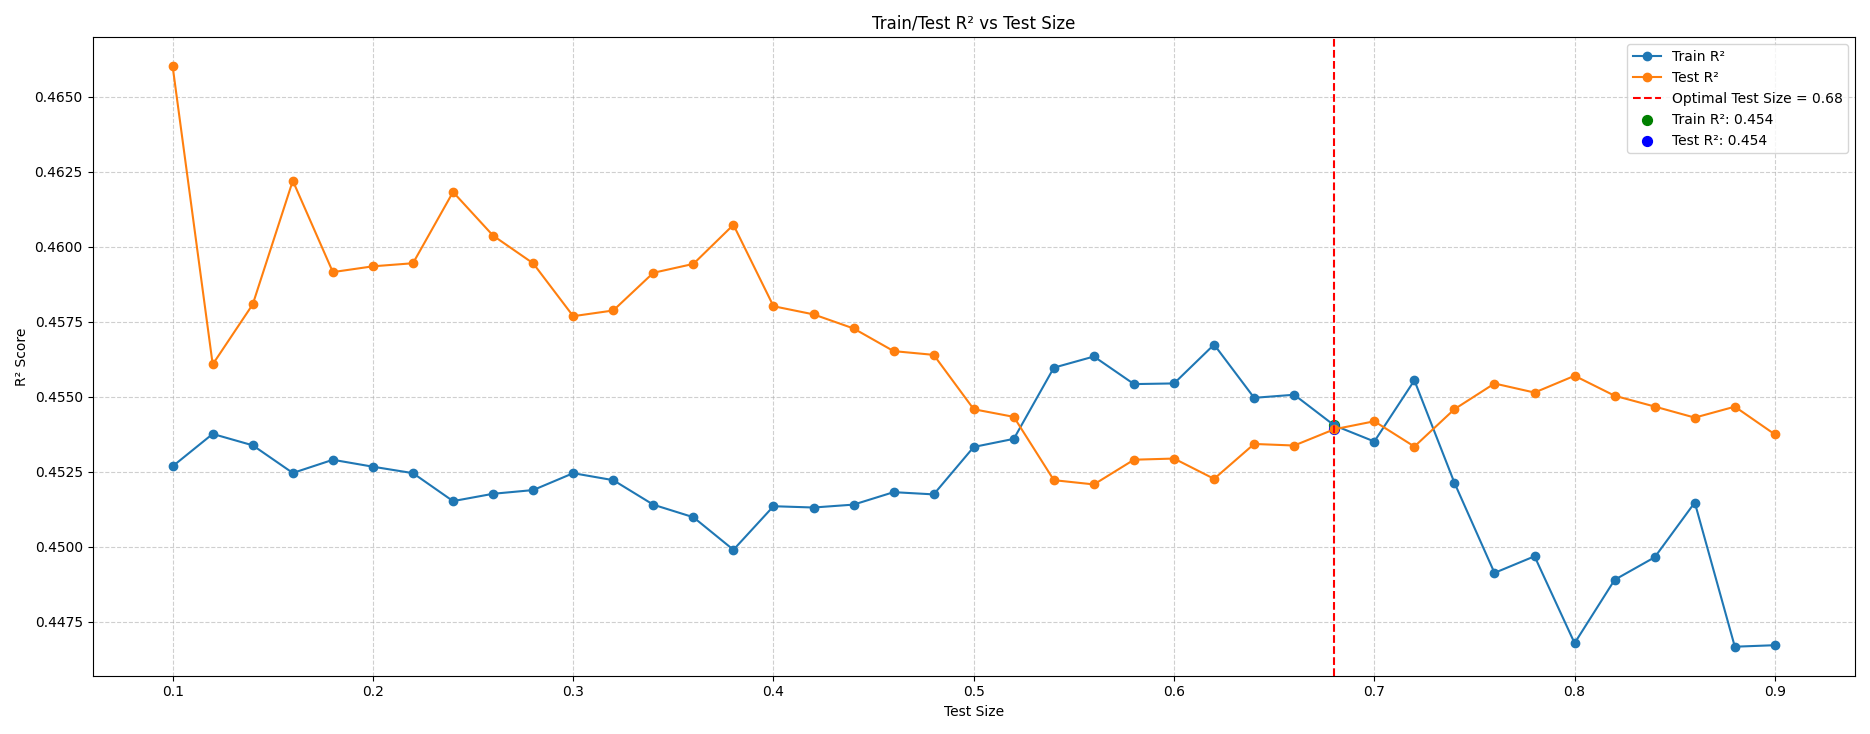 Train/Test R² vs Test Size
Train R²
Test R²
Optimal Test Size = 0.68
Train R²: 0.454
Test R²: 0.454
R² Score
0.4650
0.4625
0.4600
0.4575
0.4550
0.4525
0.4500
0.4475
0.1 0.2 0.3 0.4 0.5 0.6 0.7 0.8 0.9
Test Size